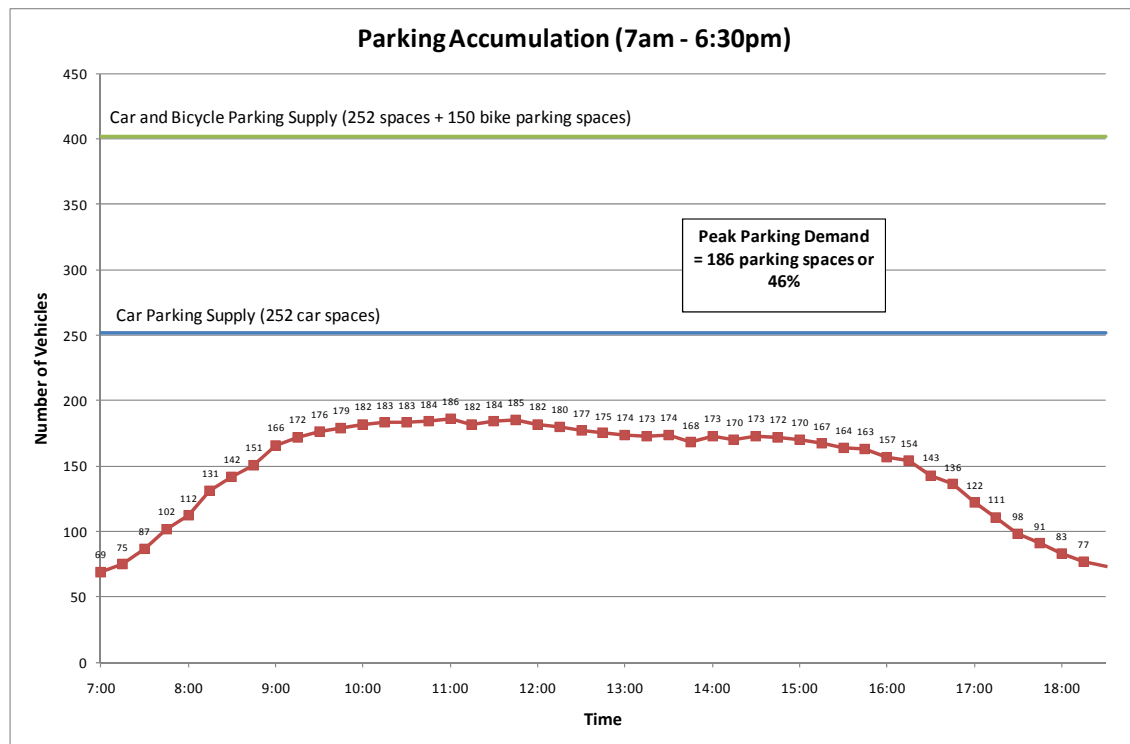 Parking Accumulation (7am - 6:30pm)
450
400
350
300
250
200
150
100
50
0
Number of Vehicles
Car and Bicycle Parking Supply (252 spaces + 150 bike parking spaces)
Peak Parking Demand
= 186 parking spaces or
46%
Car Parking Supply (252 car spaces)
69 75 87 102 112 131 142 151 166 172 176 179 182 183 183 184 186 182 184 185 182 180 177 175 174 173 174 168 173 170 173 172 170 167 164 163 157 154 143 136 122 111 98 91 83 77
7:00 8:00 9:00 10:00 11:00 12:00 13:00 14:00 15:00 16:00 17:00 18:00
Time